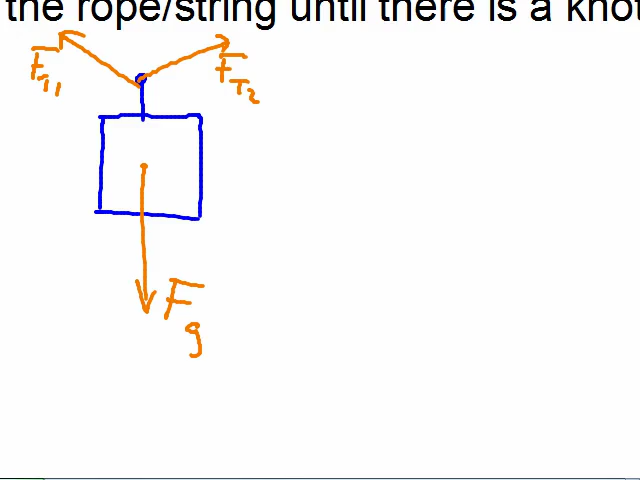 the rope/string until there is a knot
F_T1
F_T2
F_g